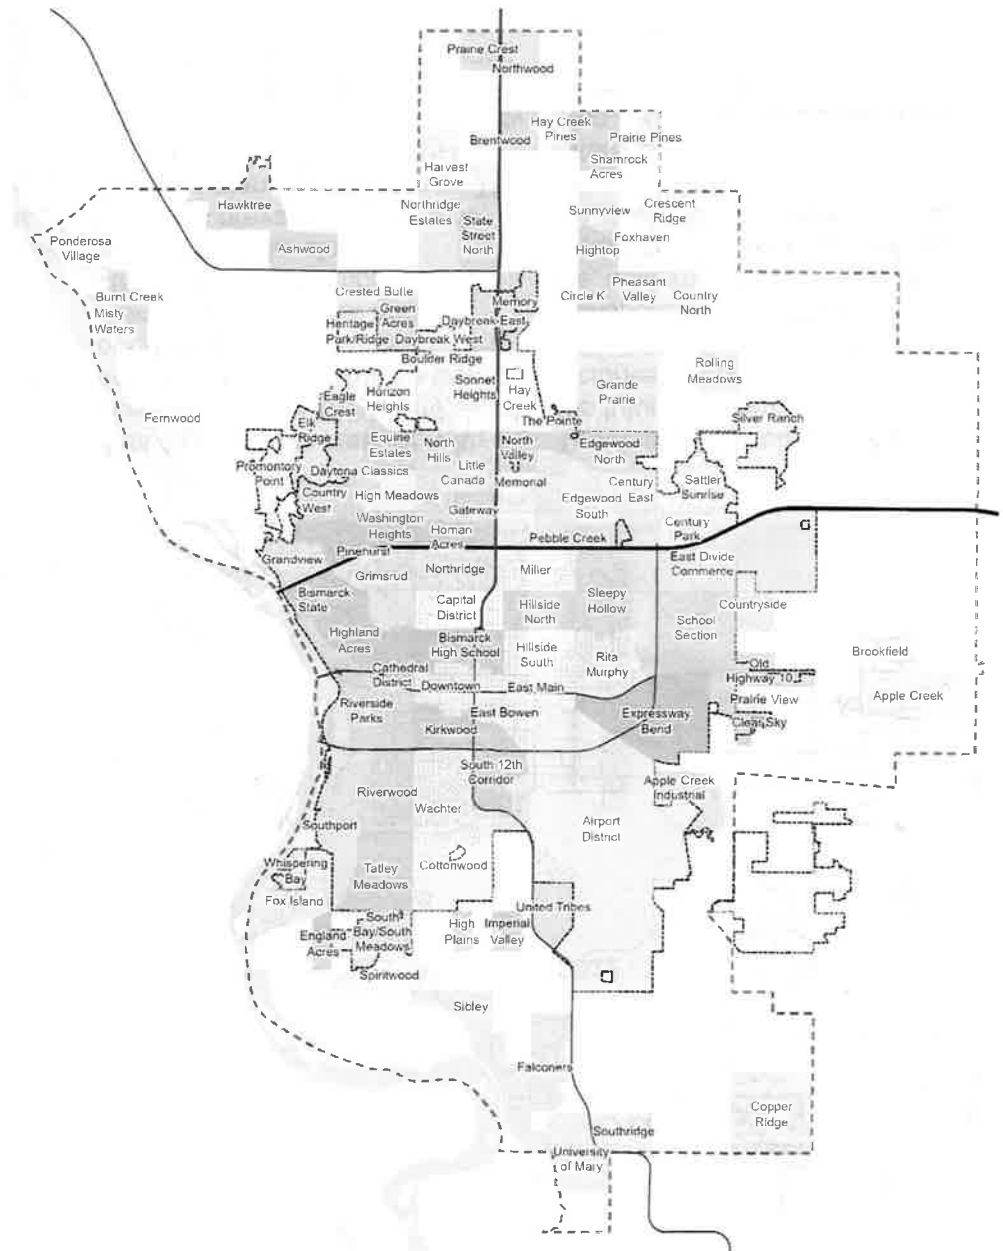 Prairie Crest
Northwood
Hay Creek
Pines
Brentwood
Prairie Pines
Shamrock
Acres
Harvest
Grove
Hawktree
Northridge
Estates
State
Street
North
Sunnyview
Crescent
Ridge
Foxhaven
Hightop
Ponderosa
Village
Ashwood
Burnt Creek
Misty
Waters
Crested Butte
Green
Acres
Heritage
Park/Ridge
Daybreak West
Memory
Daybreak East
Circle K
Pheasant
Valley
Country
North
Boulder Ridge
Sonnet
Heights
Hay
Creek
Rolling
Meadows
Grande
Prairie
Eagle
Crest
Horizon
Heights
Fernwood
Elk
Ridge
The Pointe
Silver Ranch
Equine
Estates
North
Hills
North
Valley
Edgewood
North
Promontory
Point
Daytona
Classics
Little
Canada
Memorial
Century
East
Sattler
Sunrise
Country
West
High Meadows
Edgewood
South
Gateway
Washington
Heights
Homan
Acres
Pebble Creek
Century
Park
Grandview
Pinehurst
East Divide
Commerce
Grimsrud
Northridge
Miller
Bismarck
State
Capital
District
Hillside
North
Sleepy
Hollow
Countryside
School
Section
Highland
Acres
Bismarck
High School
Hillside
South
Rita
Murphy
Brookfield
Old
Highway 10
Cathedral
District
Downtown
East Main
Prairie View
Apple Creek
Riverside
Parks
Kirkwood
East Bowen
Expressway
Bend
Clear Sky
South 12th
Corridor
Apple Creek
Industrial
Riverwood
Wachter
Airport
District
Southport
Whispering
Bay
Tatley
Meadows
Cottonwood
Fox Island
United Tribes
South
Bay/South
Meadows
England
Acres
High
Plains
Imperial
Valley
Spiritwood
Sibley
Falconers
Copper
Ridge
Southridge
University
of Mary